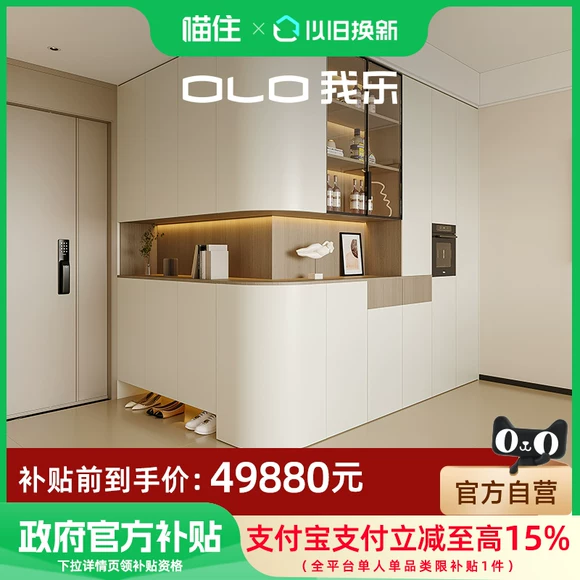 喵住 × 以旧换新
OLO 我乐
补贴前到手价：49880元
官方自营
政府官方补贴
下拉详情页领补贴资格
支付宝支付立减至高15%
（全平台单人单品类限补贴1件）